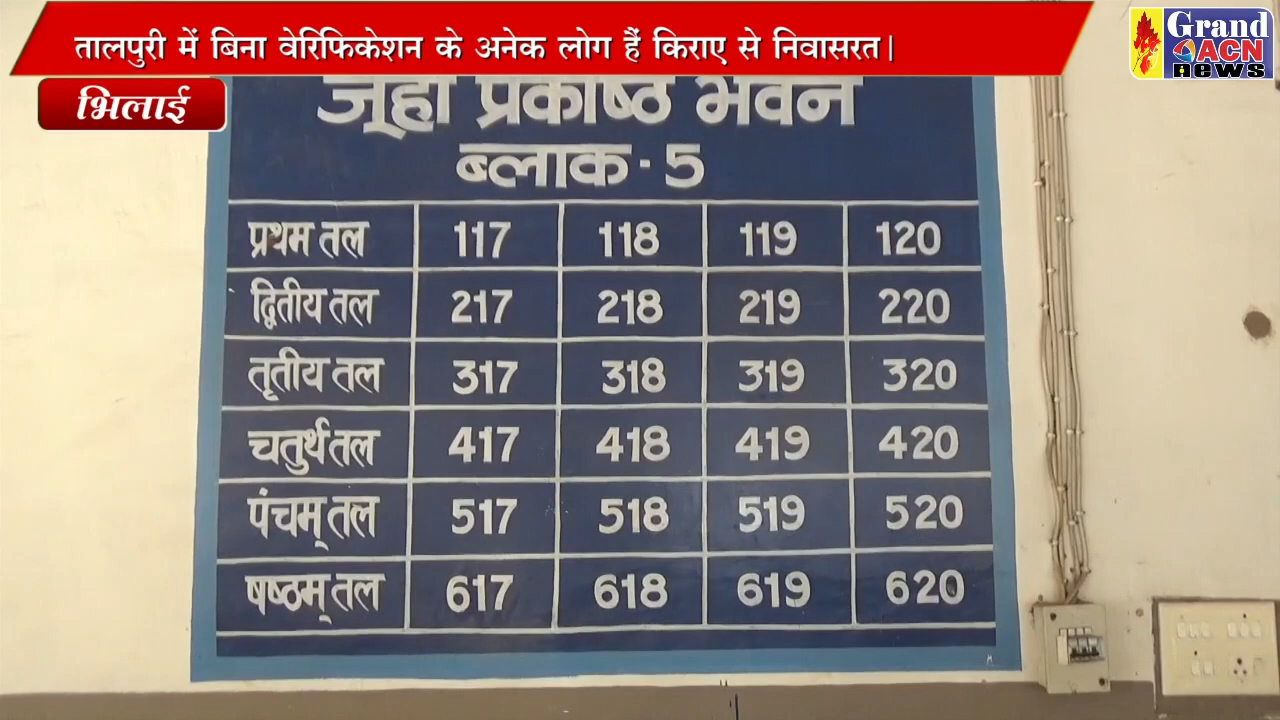 तालपुरी में बिना वेरिफिकेशन के अनेक लोग हैं किराए से निवासरत|
Grand
ACN
news
भिलाई
जूही प्रकोष्ठ भवन
ब्लाक - 5
प्रथम तल 117 118 119 120
द्वितीय तल 217 218 219 220
तृतीय तल 317 318 319 320
चतुर्थ तल 417 418 419 420
पंचम् तल 517 518 519 520
षष्ठम् तल 617 618 619 620